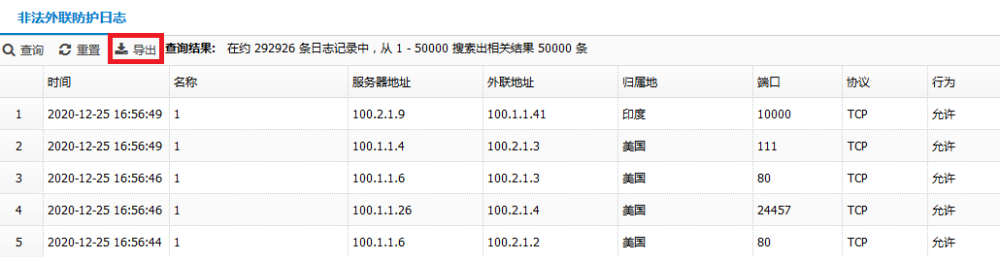 非法外联防护日志
查询 重置 导出 查询结果: 在约 292926 条日志记录中，从 1 - 50000 搜索出相关结果 50000 条
时间 名称 服务器地址 外联地址 归属地 端口 协议 行为
1 2020-12-25 16:56:49 1 100.2.1.9 100.1.1.41 印度 10000 TCP 允许
2 2020-12-25 16:56:49 1 100.1.1.4 100.2.1.3 美国 111 TCP 允许
3 2020-12-25 16:56:46 1 100.1.1.6 100.2.1.3 美国 80 TCP 允许
4 2020-12-25 16:56:46 1 100.1.1.26 100.2.1.4 美国 24457 TCP 允许
5 2020-12-25 16:56:44 1 100.1.1.6 100.2.1.2 美国 80 TCP 允许